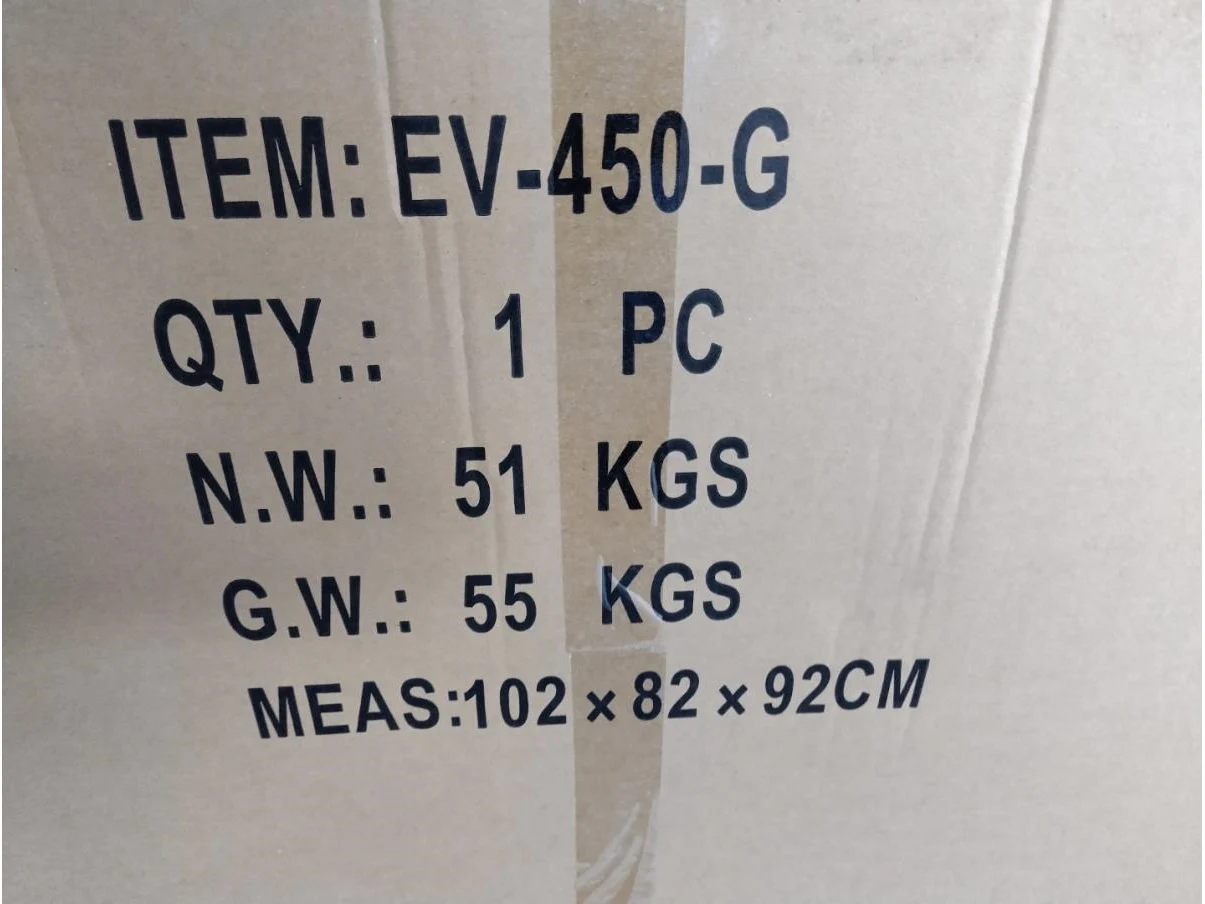 ITEM: EV-450-G
QTY.: 1 PC
N.W.: 51 KGS
G.W.: 55 KGS
MEAS:102 × 82 × 92CM